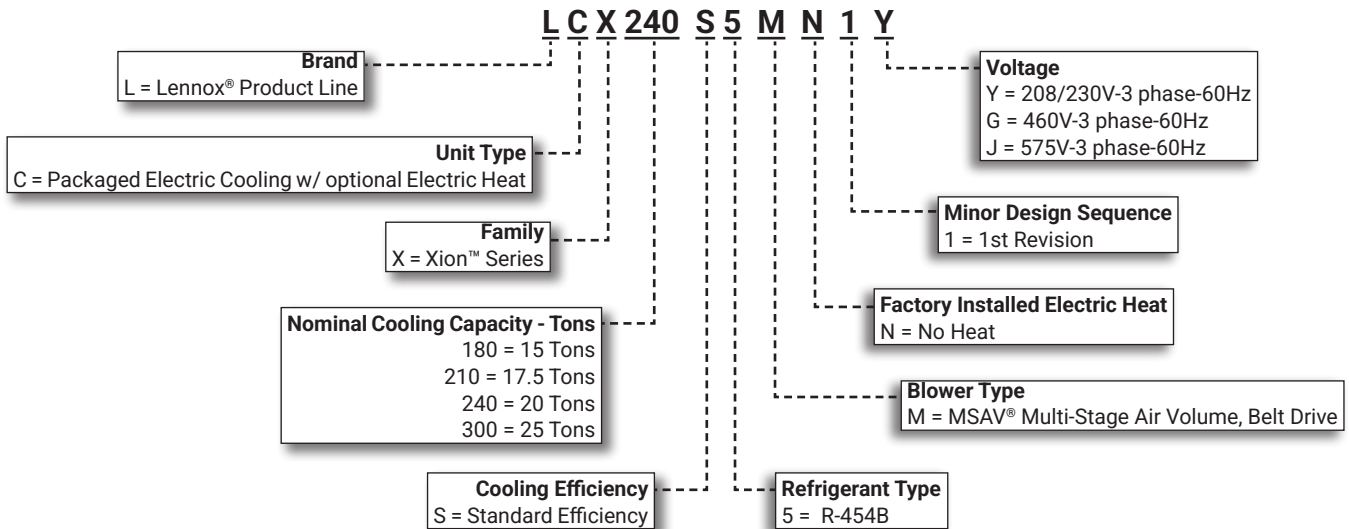 L C X 240 S 5 M N 1 Y
Brand
L = Lennox® Product Line
Unit Type
C = Packaged Electric Cooling w/ optional Electric Heat
Family
X = Xion™ Series
Nominal Cooling Capacity - Tons
180 = 15 Tons
210 = 17.5 Tons
240 = 20 Tons
300 = 25 Tons
Cooling Efficiency
S = Standard Efficiency
Refrigerant Type
5 = R-454B
Blower Type
M = MSAV® Multi-Stage Air Volume, Belt Drive
Factory Installed Electric Heat
N = No Heat
Minor Design Sequence
1 = 1st Revision
Voltage
Y = 208/230V-3 phase-60Hz
G = 460V-3 phase-60Hz
J = 575V-3 phase-60Hz